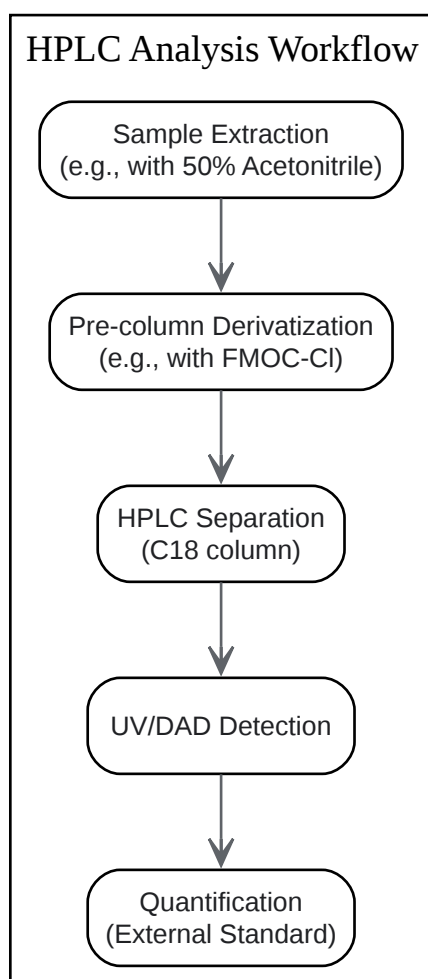 HPLC Analysis Workflow
Sample Extraction
(e.g., with 50% Acetonitrile)
Pre-column Derivatization
(e.g., with FMOC-Cl)
HPLC Separation
(C18 column)
UV/DAD Detection
Quantification
(External Standard)